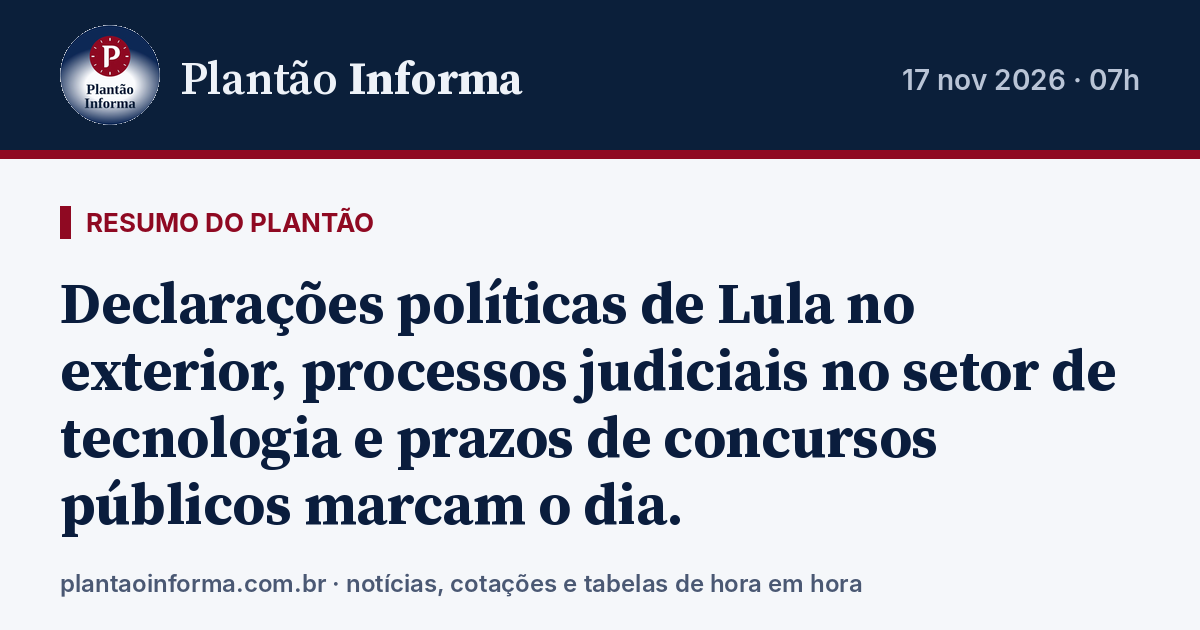 P
Plantão
Informa
Plantão Informa
17 nov 2026 · 07h
RESUMO DO PLANTÃO
Declarações políticas de Lula no
exterior, processos judiciais no setor de
tecnologia e prazos de concursos
públicos marcam o dia.
plantaoinforma.com.br · notícias, cotações e tabelas de hora em hora